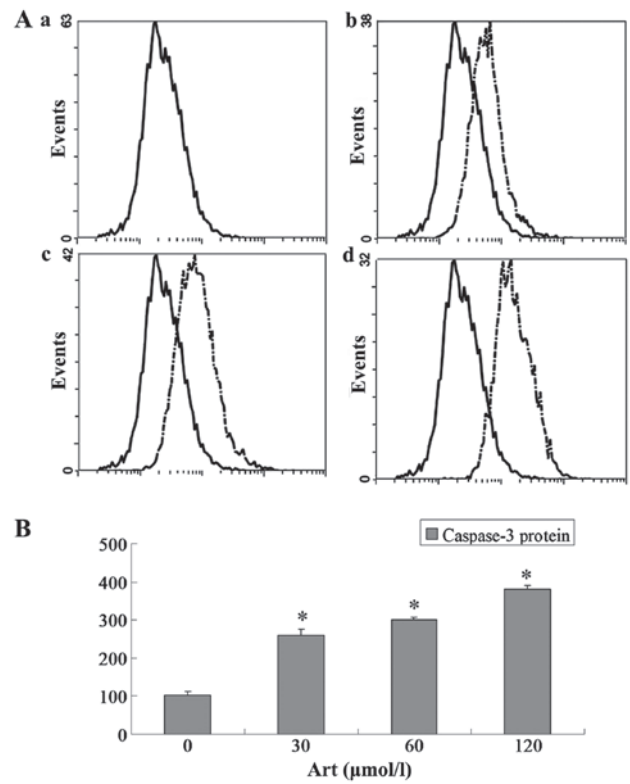 A a
63
Events
0
b
38
Events
0
c
42
Events
0
d
32
Events
0
B
Caspase-3 protein
500
400
300
200
100
0
* * *
0 30 60 120
Art (µmol/l)